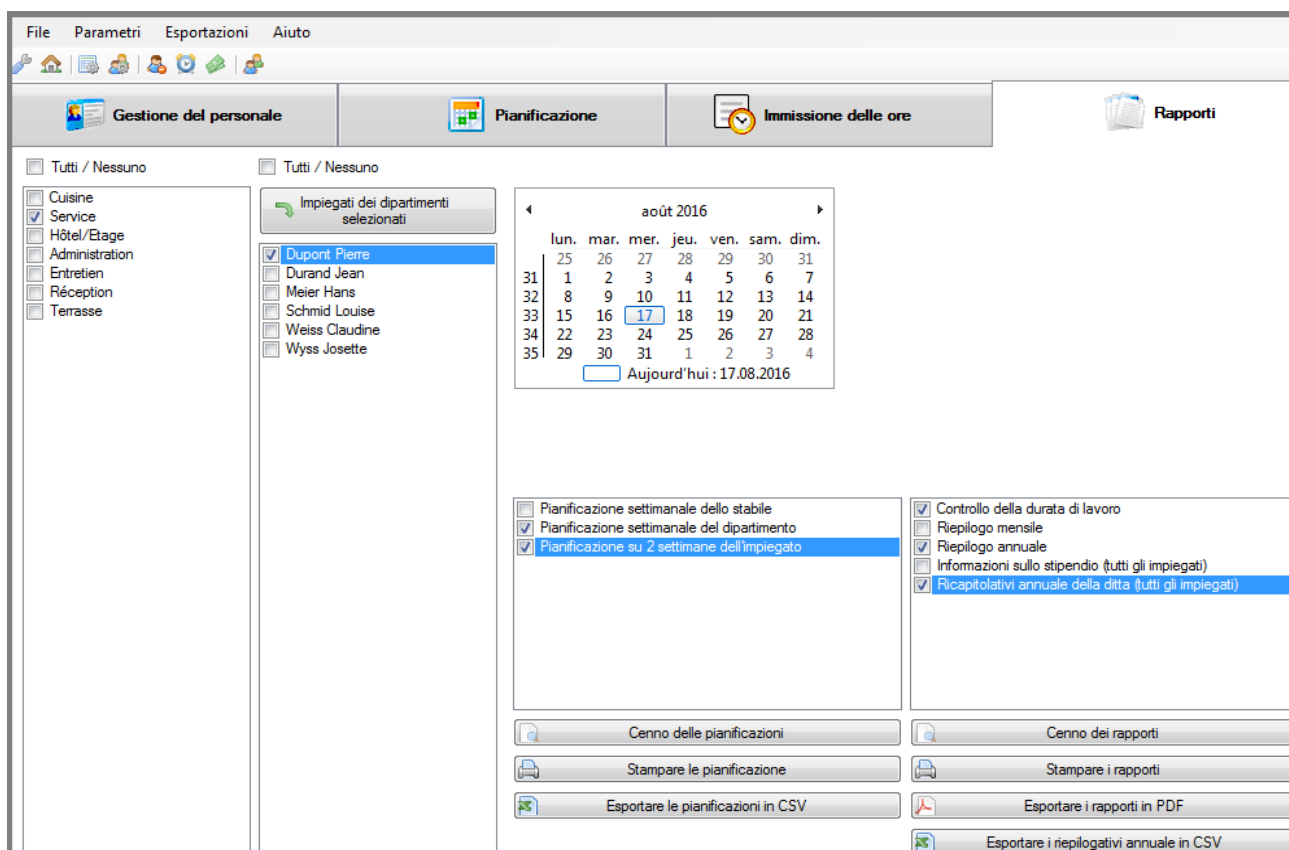 File Parametri Esportazioni Aiuto
Gestione del personale
Pianificazione
Immissione delle ore
Rapporti
Tutti / Nessuno
Cuisine
Service
Hôtel/Etage
Administration
Entretien
Réception
Terrasse
Tutti / Nessuno
Impiegati dei dipartimenti
selezionati
Dupont Pierre
Durand Jean
Meier Hans
Schmid Louise
Weiss Claudine
Wyss Josette
août 2016
lun. mar. mer. jeu. ven. sam. dim.
25 26 27 28 29 30 31
31 1 2 3 4 5 6 7
32 8 9 10 11 12 13 14
33 15 16 17 18 19 20 21
34 22 23 24 25 26 27 28
35 29 30 31 1 2 3 4
Aujourd'hui : 17.08.2016
Pianificazione settimanale dello stabile
Pianificazione settimanale del dipartimento
Pianificazione su 2 settimane dell'impiegato
Controllo della durata di lavoro
Riepilogo mensile
Riepilogo annuale
Informazioni sullo stipendio (tutti gli impiegati)
Ricapitolativi annuale della ditta (tutti gli impiegati)
Cenno delle pianificazioni
Stampare le pianificazione
Esportare le pianificazioni in CSV
Cenno dei rapporti
Stampare i rapporti
Esportare i rapporti in PDF
Esportare i riepilogativi annuale in CSV